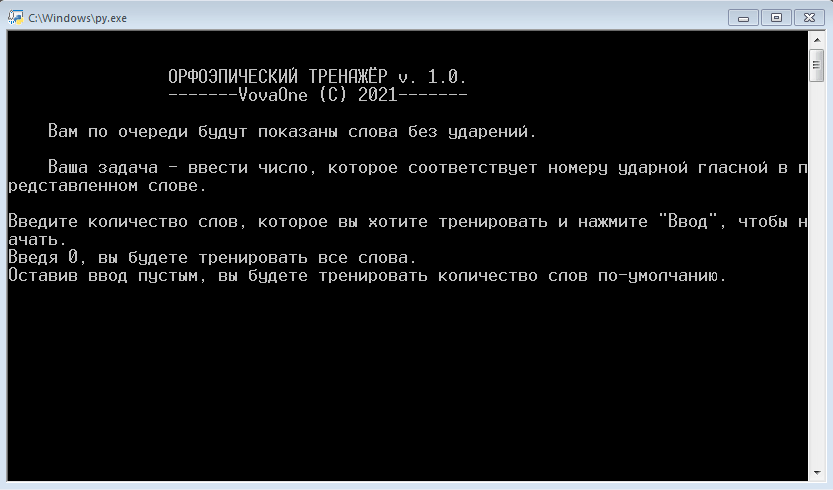 C:\Windows\py.exe
ОРФОЭПИЧЕСКИЙ ТРЕНАЖЁР v. 1.0.
-------VovaOne (C) 2021-------
Вам по очереди будут показаны слова без ударений.
Ваша задача - ввести число, которое соответствует номеру ударной гласной в п
редставленном слове.
Введите количество слов, которое вы хотите тренировать и нажмите "Ввод", чтобы н
ачать.
Введя 0, вы будете тренировать все слова.
Оставив ввод пустым, вы будете тренировать количество слов по-умолчанию.